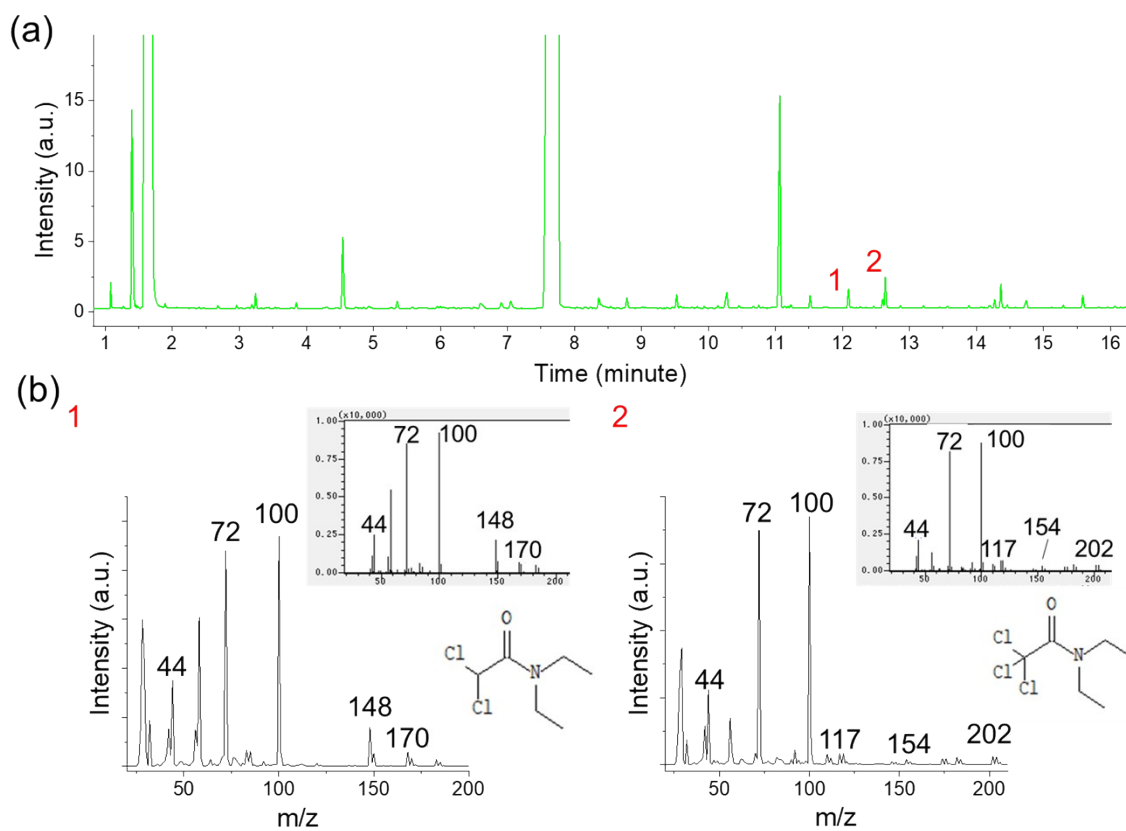 (a)
Intensity (a.u.)
15
10
5
0
1
2
1 2 3 4 5 6 7 8 9 10 11 12 13 14 15 16
Time (minute)
(b)
1
1.00 (x10,000)
0.75
0.50
0.25
0.00
72
100
44
148
170
50 100 150 200
Intensity (a.u.)
44
72
100
148
170
50 100 150 200
m/z
O
Cl
N
Cl
2
1.00 (x10,000)
0.75
0.50
0.25
0.00
72
100
44
117
154
202
50 100 150 200
Intensity (a.u.)
44
72
100
117
154
202
50 100 150 200
m/z
O
Cl
Cl
N
Cl